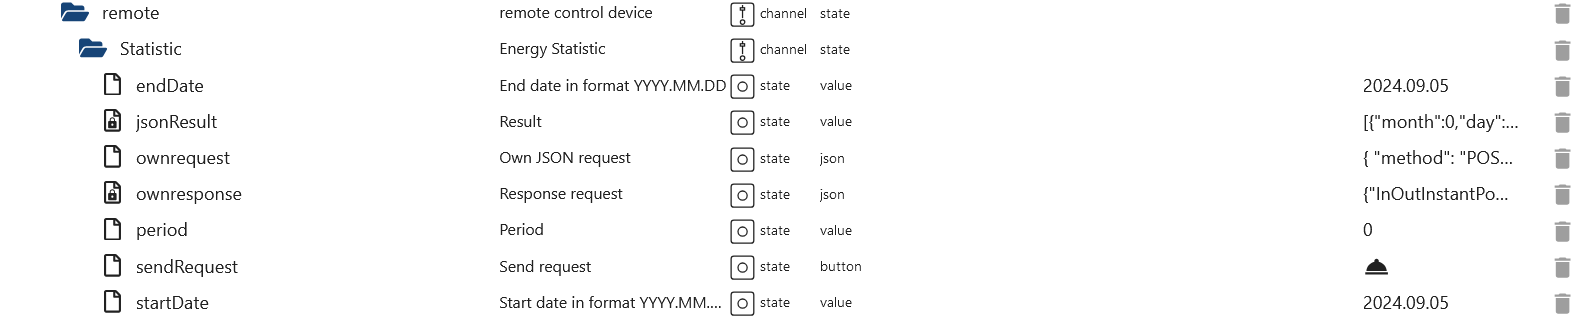 remote remote control device channel state
Statistic Energy Statistic channel state
endDate End date in format YYYY.MM.DD state value 2024.09.05
jsonResult Result state value [{"month":0,"day":...
ownrequest Own JSON request state json { "method": "POS...
ownresponse Response request state json {"InOutInstantPo...
period Period state value 0
sendRequest Send request state button
startDate Start date in format YYYY.MM.... state value 2024.09.05